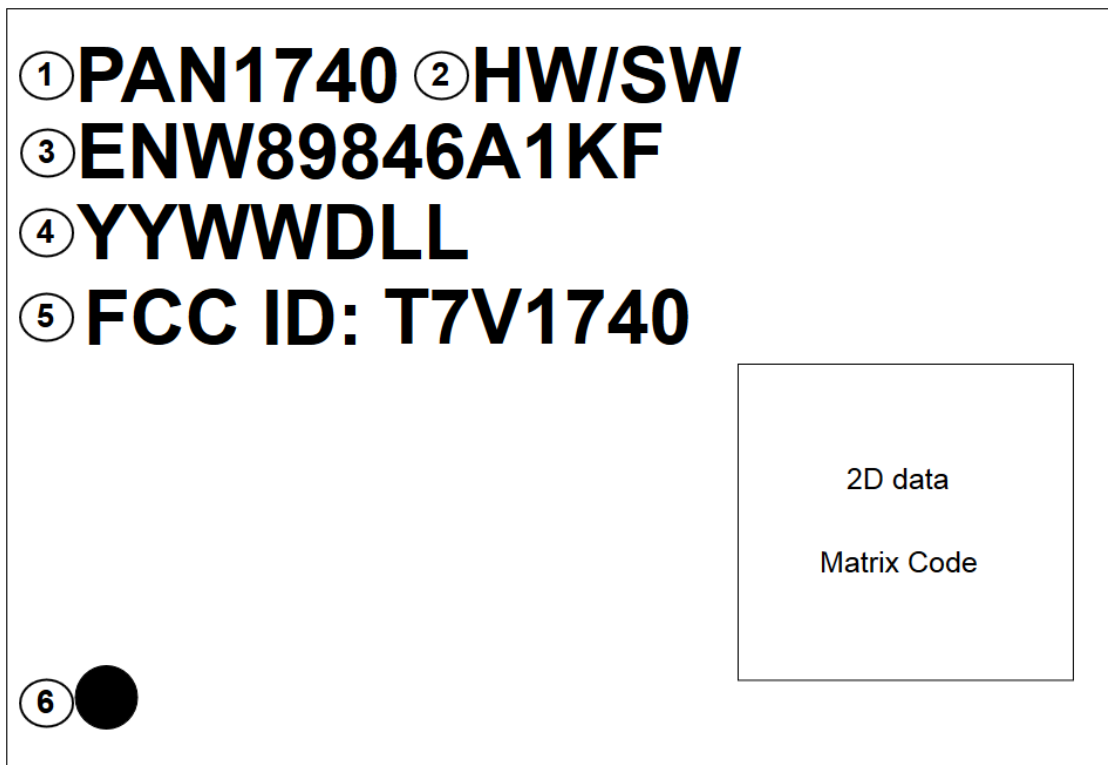 1 PAN1740 2 HW/SW
3 ENW89846A1KF
4 YYWWDLL
5 FCC ID: T7V1740
2D data
Matrix Code
6